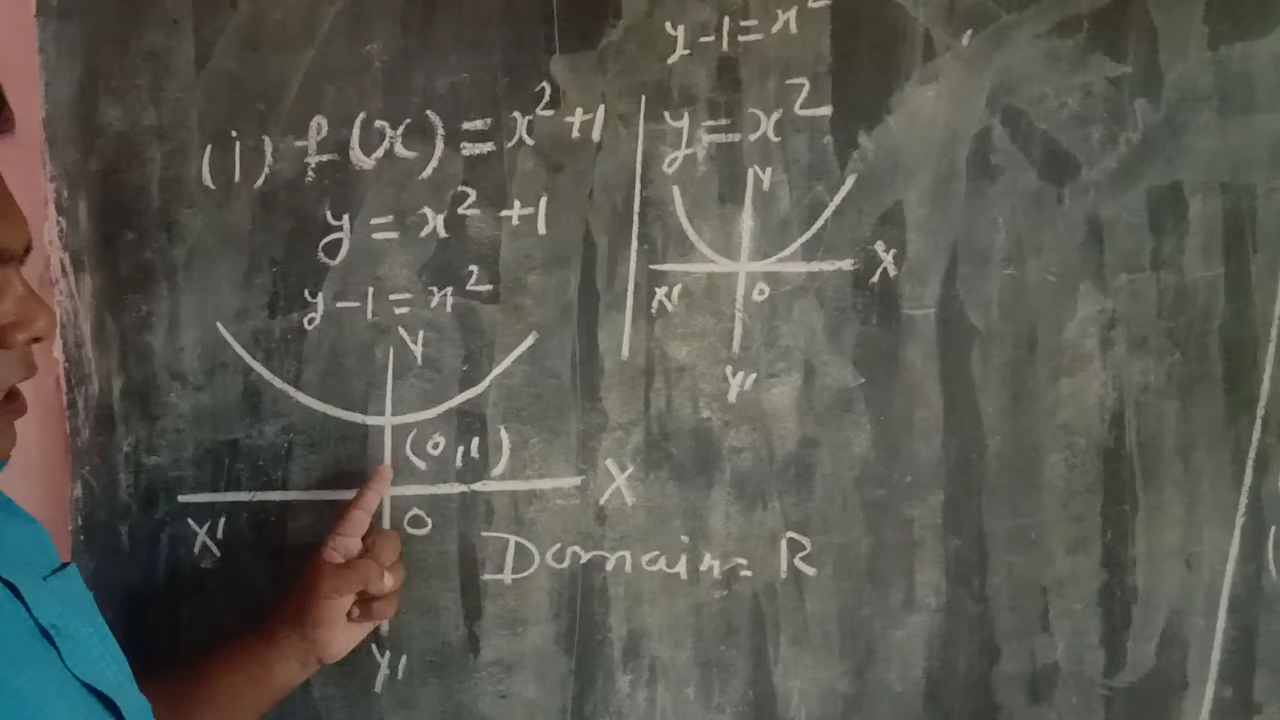 (i) f(x) = x²+1
y = x² +1
y-1 = x²
Y
(0,1)
X' O X
Y'
Domain = R
y-1 = x²
y = x²
Y
X' O X
Y'